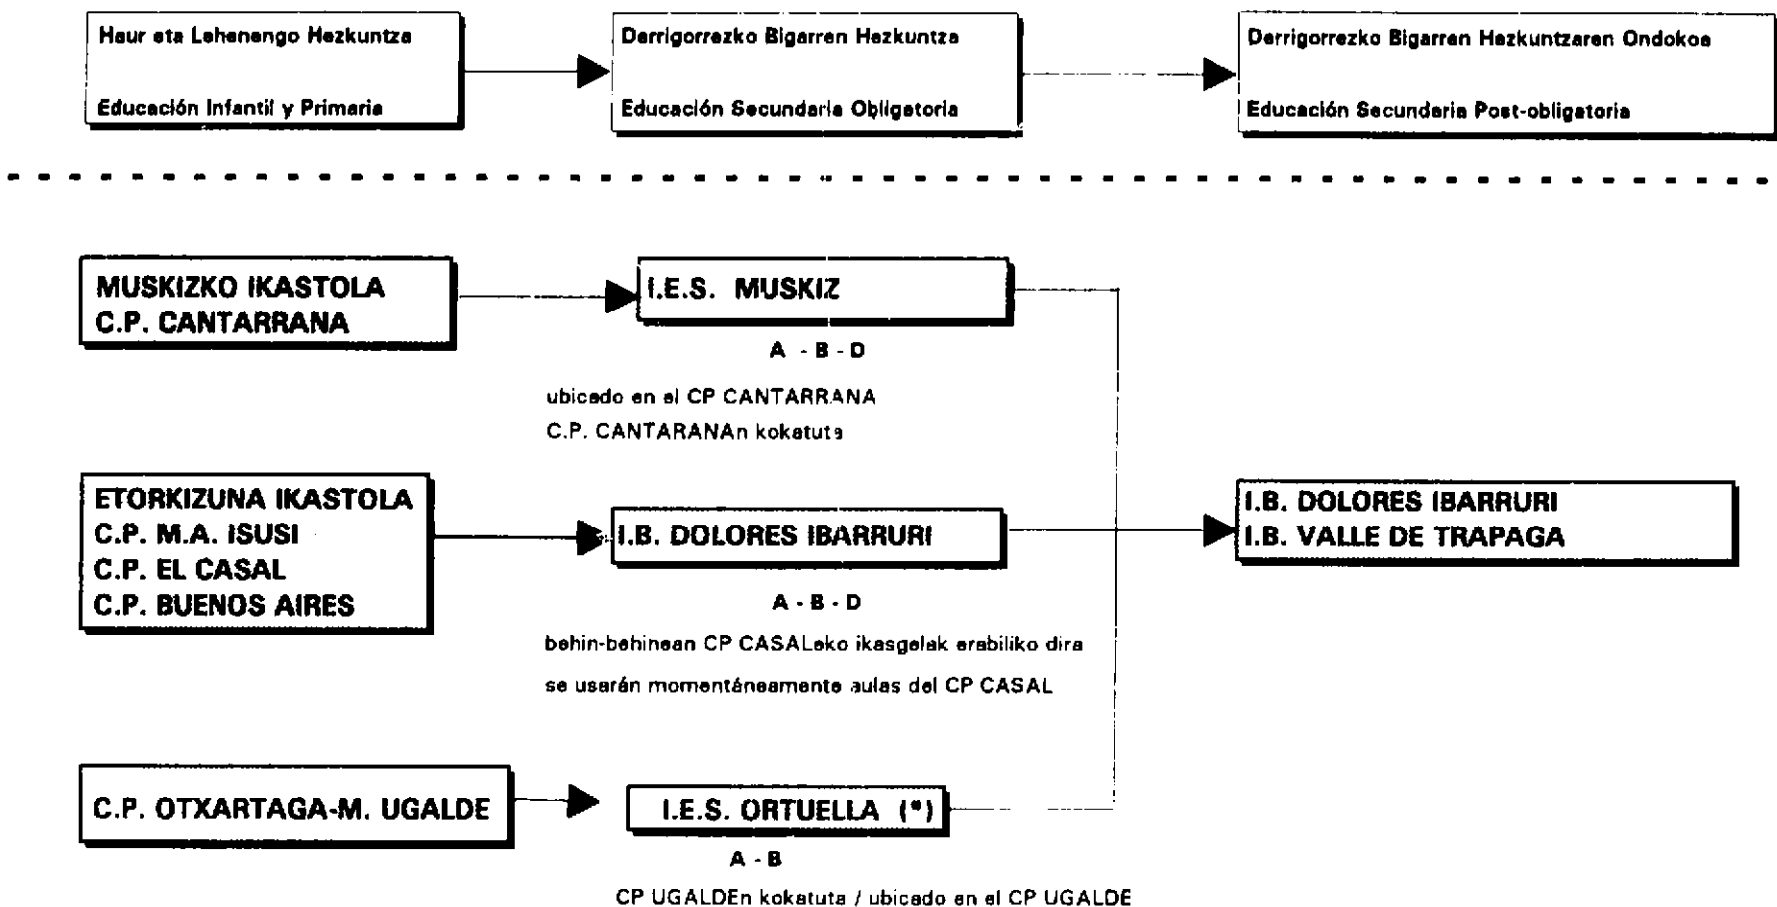 Haur eta Lehenengo Hezkuntza
Educación Infantil y Primaria
Derrigorrezko Bigarren Hezkuntza
Educación Secundaria Obligatoria
Derrigorrezko Bigarren Hezkuntzaren Ondokoa
Educación Secundaria Post-obligatoria
MUSKIZKO IKASTOLA
C.P. CANTARRANA
I.E.S. MUSKIZ
A - B - D
ubicado en el CP CANTARRANA
C.P. CANTARANAn kokatuta
ETORKIZUNA IKASTOLA
C.P. M.A. ISUSI
C.P. EL CASAL
C.P. BUENOS AIRES
I.B. DOLORES IBARRURI
A - B - D
behin-behinean CP CASALeko ikasgelak erabiliko dira
se usarán momentáneamente aulas del CP CASAL
I.B. DOLORES IBARRURI
I.B. VALLE DE TRAPAGA
C.P. OTXARTAGA-M. UGALDE
I.E.S. ORTUELLA (*)
A - B
CP UGALDEn kokatuta / ubicado en el CP UGALDE